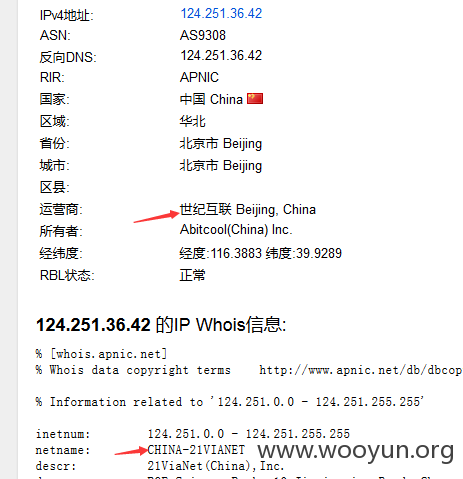 IPv4地址: 124.251.36.42
ASN: AS9308
反向DNS: 124.251.36.42
RIR: APNIC
国家: 中国 China
区域: 华北
省份: 北京市 Beijing
城市: 北京市 Beijing
区县:
运营商: 世纪互联 Beijing, China
所有者: Abitcool(China) Inc.
经纬度: 经度:116.3883 纬度:39.9289
RBL状态: 正常
124.251.36.42 的IP Whois信息:
% [whois.apnic.net]
% Whois data copyright terms    http://www.apnic.net/db/dbcop
% Information related to '124.251.0.0 - 124.251.255.255'
inetnum: 124.251.0.0 - 124.251.255.255
netname: CHINA-21VIANET
www.wooyun.org
descr: 21ViaNet(China),Inc.